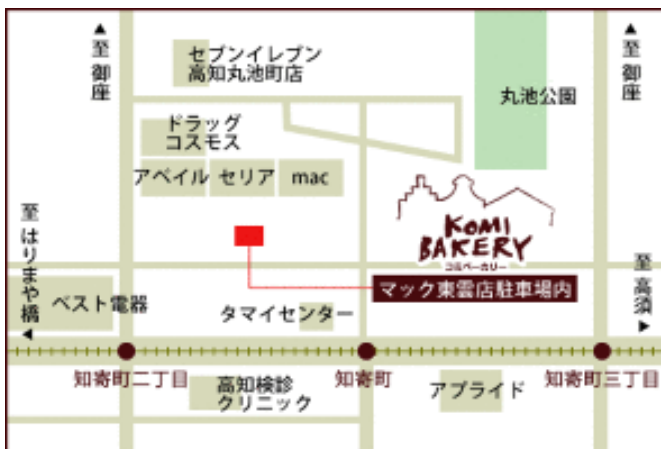 至御座
至御座
セブンイレブン
高知丸池町店
丸池公園
ドラッグ
コスモス
アベイル
セリア
mac
KOMI
BAKERY
コミベーカリー
至はりまや橋
至高須
マック東雲店駐車場内
ベスト電器
タマイセンター
知寄町二丁目
知寄町
知寄町三丁目
高知検診
クリニック
アプライド